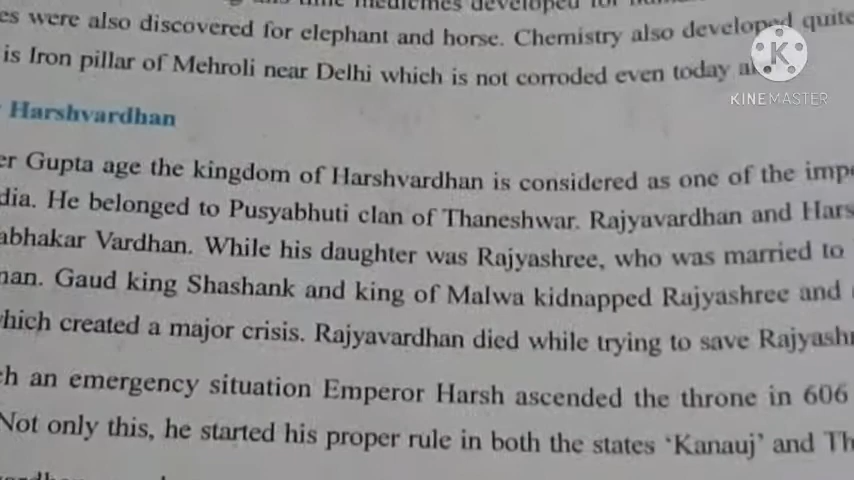 medicines developed for
es were also discovered for elephant and horse. Chemistry also developed quite
is Iron pillar of Mehroli near Delhi which is not corroded even today
K
KINEMASTER
Harshvardhan
er Gupta age the kingdom of Harshvardhan is considered as one of the imp
dia. He belonged to Pusyabhuti clan of Thaneshwar. Rajyavardhan and Hars
abhakar Vardhan. While his daughter was Rajyashree, who was married to
nan. Gaud king Shashank and king of Malwa kidnapped Rajyashree and
which created a major crisis. Rajyavardhan died while trying to save Rajyash
ch an emergency situation Emperor Harsh ascended the throne in 606
Not only this, he started his proper rule in both the states ‘Kanauj’ and Th